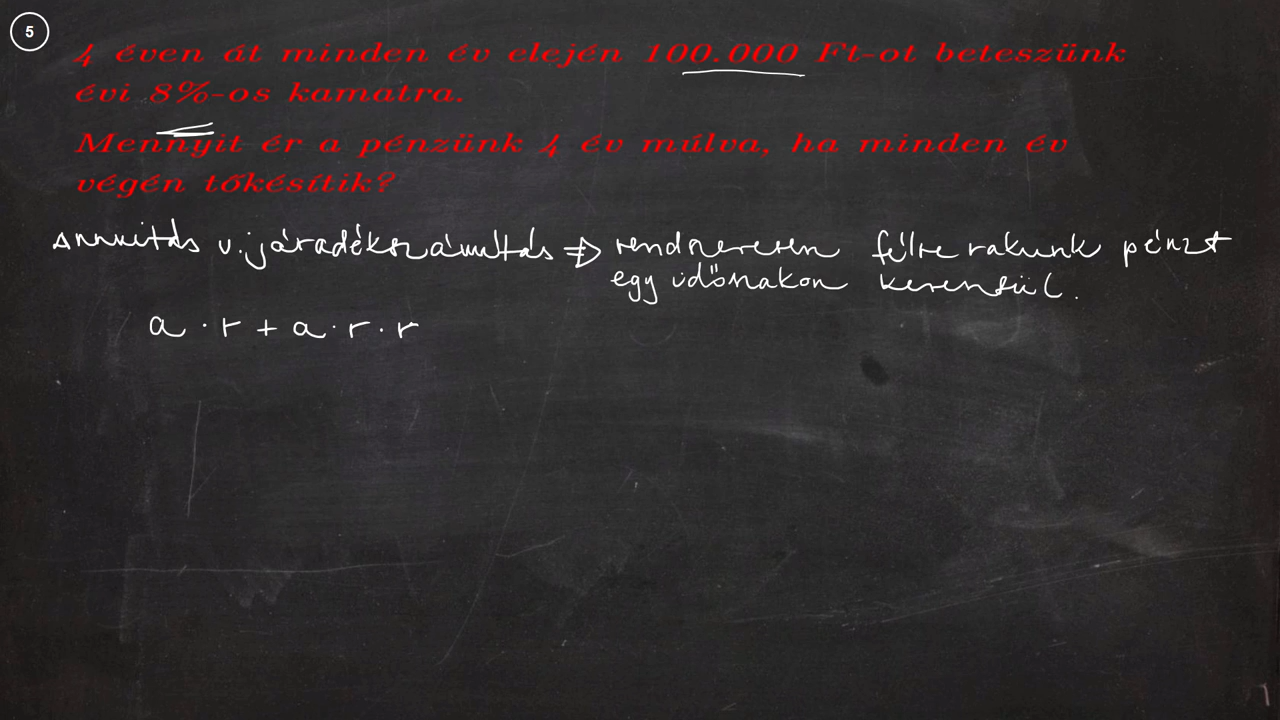 5
4 éven át minden év elején 100.000 Ft-ot beteszünk
évi 8%-os kamatra.
Mennyit ér a pénzünk 4 év múlva, ha minden év
végén tőkésítik?
Annuitás v. járadékszámítás ⇒ rendszeresen félre rakunk pénzt
egy időszakon keresztül.
a · r + a · r · r